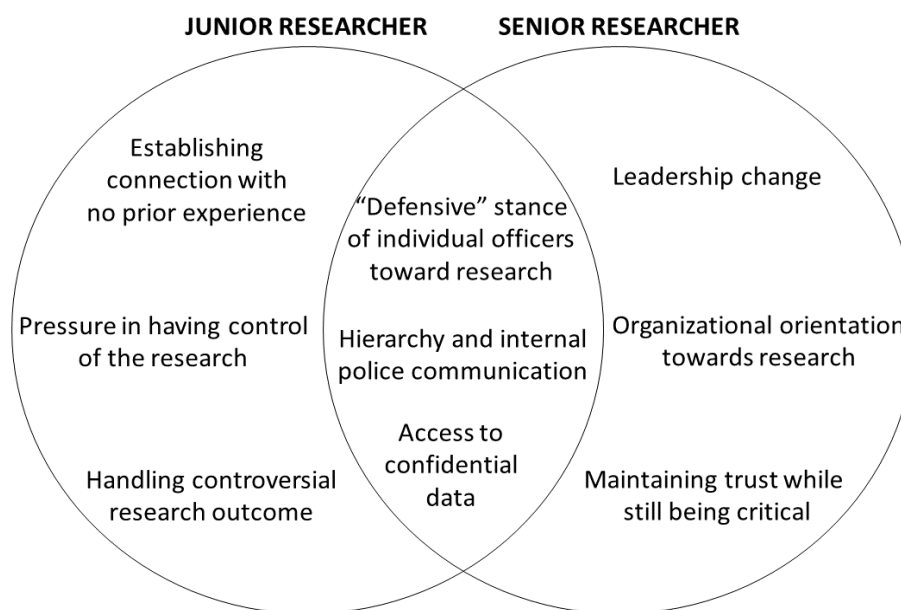 JUNIOR RESEARCHER
SENIOR RESEARCHER
Establishing
connection with
no prior experience
Pressure in having control
of the research
Handling controversial
research outcome
“Defensive” stance
of individual officers
toward research
Hierarchy and internal
police communication
Access to
confidential
data
Leadership change
Organizational orientation
towards research
Maintaining trust while
still being critical